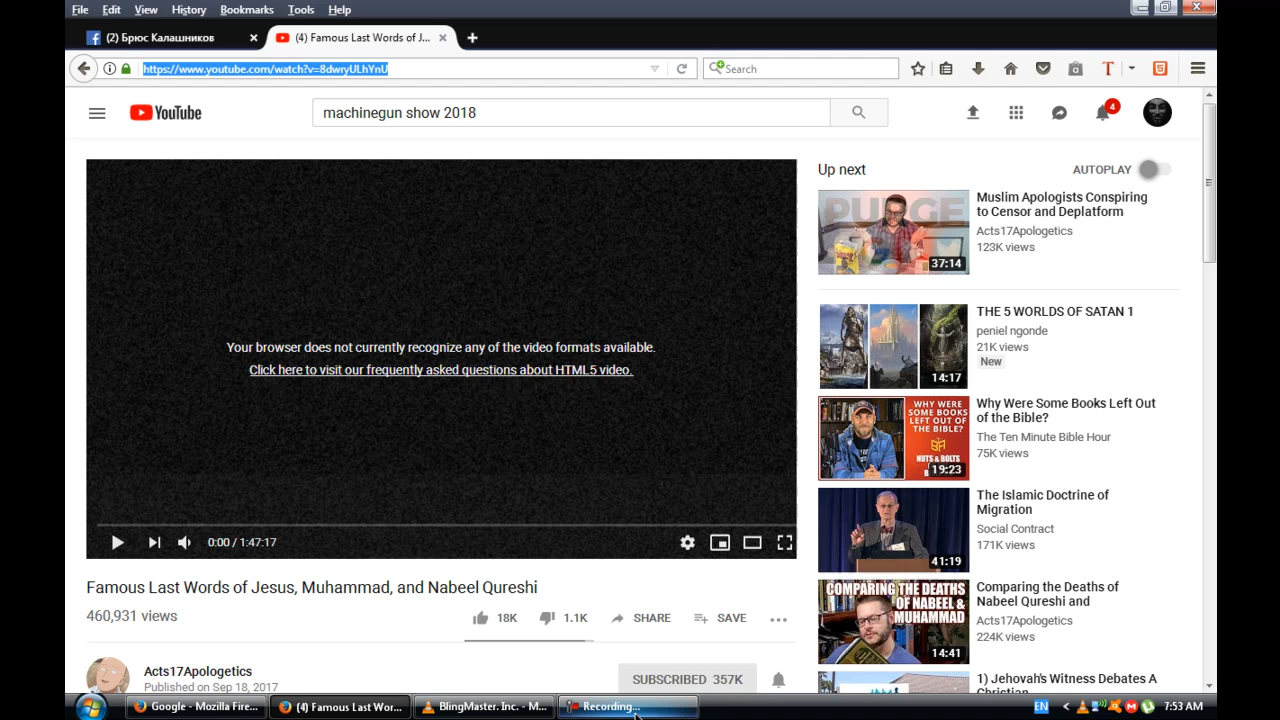 File Edit View History Bookmarks Tools Help
(2) Брюс Калашников
(4) Famous Last Words of J...
https://www.youtube.com/watch?v=8dwryULhYnU
Search
YouTube
machinegun show 2018
4
Your browser does not currently recognize any of the video formats available.
Click here to visit our frequently asked questions about HTML5 video.
0:00 / 1:47:17
Famous Last Words of Jesus, Muhammad, and Nabeel Qureshi
460,931 views
18K
1.1K
SHARE
SAVE
Acts17Apologetics
Published on Sep 18, 2017
SUBSCRIBED 357K
Up next
AUTOPLAY
PURGE
37:14
Muslim Apologists Conspiring
to Censor and Deplatform
Acts17Apologetics
123K views
14:17
THE 5 WORLDS OF SATAN 1
peniel ngonde
21K views
New
WHY WERE
SOME BOOKS
LEFT OUT
OF THE BIBLE?
NUTS & BOLTS
19:23
Why Were Some Books Left Out
of the Bible?
The Ten Minute Bible Hour
75K views
41:19
The Islamic Doctrine of
Migration
Social Contract
171K views
COMPARING THE DEATHS
OF NABEEL &
MUHAMMAD
14:41
Comparing the Deaths of
Nabeel Qureshi and
Acts17Apologetics
224K views
1) Jehovah's Witness Debates A
Christian
Google - Mozilla Fire...
(4) Famous Last Wor...
BlingMaster. Inc. - M...
Recording...
EN
7:53 AM